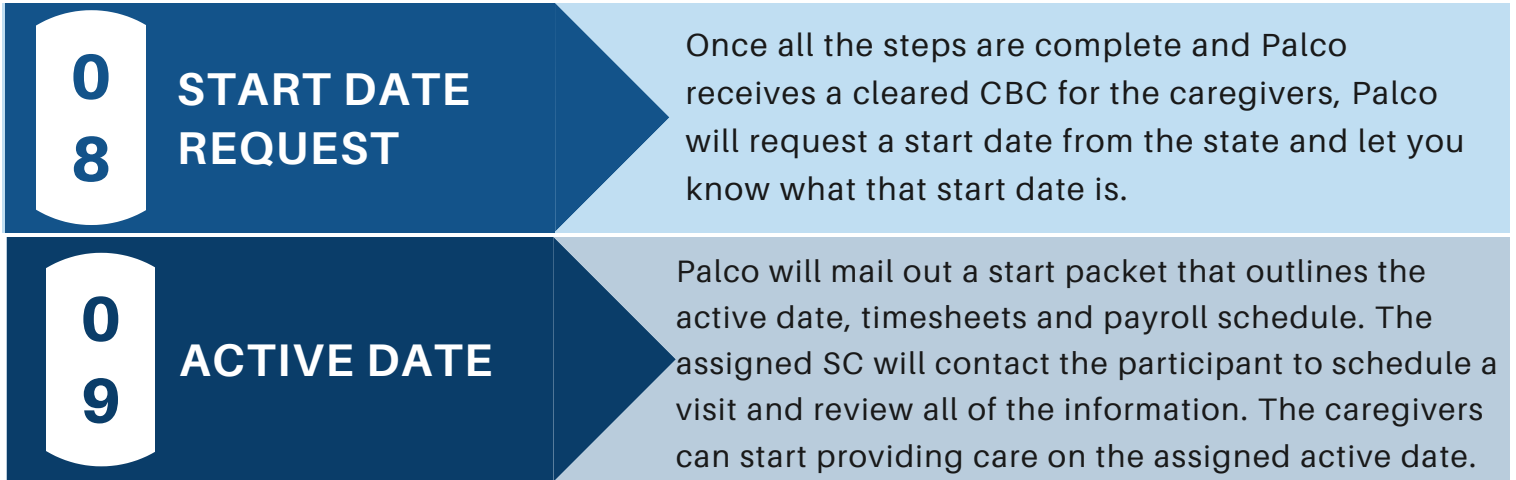 0
8
START DATE
REQUEST
Once all the steps are complete and Palco
receives a cleared CBC for the caregivers, Palco
will request a start date from the state and let you
know what that start date is.
0
9
ACTIVE DATE
Palco will mail out a start packet that outlines the
active date, timesheets and payroll schedule. The
assigned SC will contact the participant to schedule a
visit and review all of the information. The caregivers
can start providing care on the assigned active date.